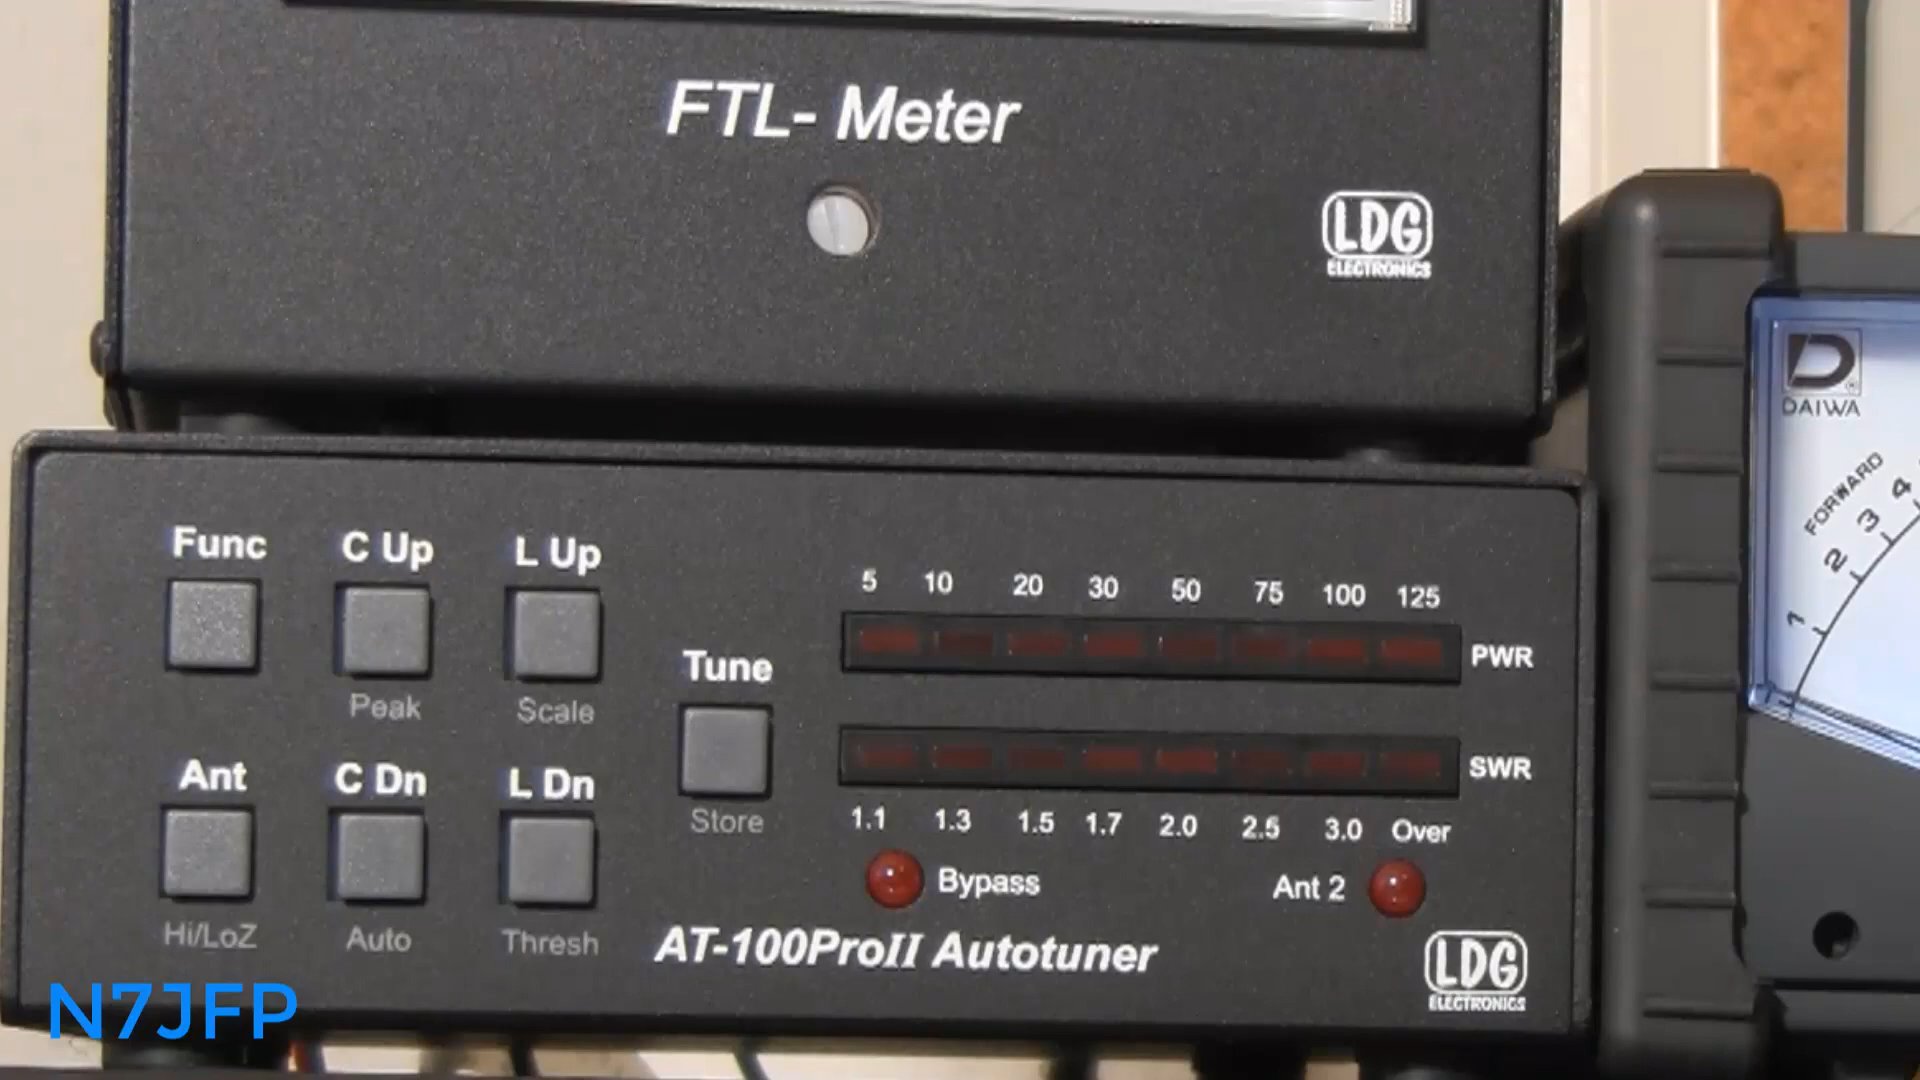 FTL- Meter
LDG
ELECTRONICS
DAIWA
FORWARD
1 2 3 4
Func C Up L Up
Peak Scale
Tune
Store
Ant C Dn L Dn
Hi/LoZ Auto Thresh
5 10 20 30 50 75 100 125
PWR
SWR
1.1 1.3 1.5 1.7 2.0 2.5 3.0 Over
Bypass Ant 2
AT-100ProII Autotuner
LDG
ELECTRONICS
N7JFP